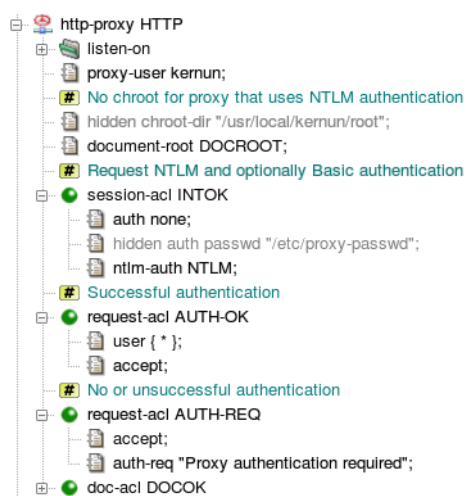 http-proxy HTTP
listen-on
proxy-user kernun;
# No chroot for proxy that uses NTLM authentication
hidden chroot-dir "/usr/local/kernun/root";
document-root DOCROOT;
# Request NTLM and optionally Basic authentication
session-acl INTOK
auth none;
hidden auth passwd "/etc/proxy-passwd";
ntlm-auth NTLM;
# Successful authentication
request-acl AUTH-OK
user { * };
accept;
# No or unsuccessful authentication
request-acl AUTH-REQ
accept;
auth-req "Proxy authentication required";
doc-acl DOCOK